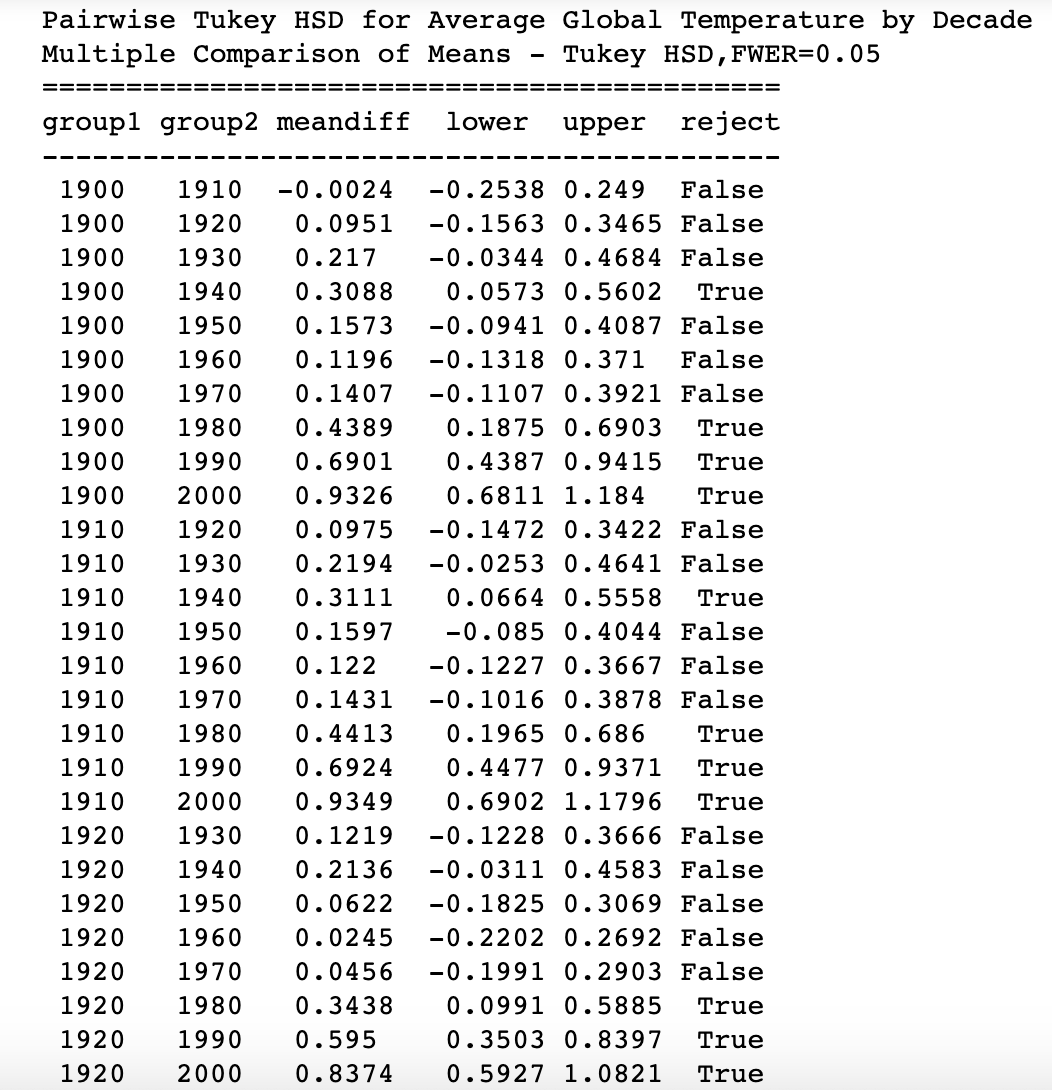 Pairwise Tukey HSD for Average Global Temperature by Decade
Multiple Comparison of Means - Tukey HSD,FWER=0.05
============================================
group1 group2 meandiff lower upper reject
--------------------------------------------
1900 1910 -0.0024 -0.2538 0.249 False
1900 1920 0.0951 -0.1563 0.3465 False
1900 1930 0.217 -0.0344 0.4684 False
1900 1940 0.3088 0.0573 0.5602 True
1900 1950 0.1573 -0.0941 0.4087 False
1900 1960 0.1196 -0.1318 0.371 False
1900 1970 0.1407 -0.1107 0.3921 False
1900 1980 0.4389 0.1875 0.6903 True
1900 1990 0.6901 0.4387 0.9415 True
1900 2000 0.9326 0.6811 1.184 True
1910 1920 0.0975 -0.1472 0.3422 False
1910 1930 0.2194 -0.0253 0.4641 False
1910 1940 0.3111 0.0664 0.5558 True
1910 1950 0.1597 -0.085 0.4044 False
1910 1960 0.122 -0.1227 0.3667 False
1910 1970 0.1431 -0.1016 0.3878 False
1910 1980 0.4413 0.1965 0.686 True
1910 1990 0.6924 0.4477 0.9371 True
1910 2000 0.9349 0.6902 1.1796 True
1920 1930 0.1219 -0.1228 0.3666 False
1920 1940 0.2136 -0.0311 0.4583 False
1920 1950 0.0622 -0.1825 0.3069 False
1920 1960 0.0245 -0.2202 0.2692 False
1920 1970 0.0456 -0.1991 0.2903 False
1920 1980 0.3438 0.0991 0.5885 True
1920 1990 0.595 0.3503 0.8397 True
1920 2000 0.8374 0.5927 1.0821 True